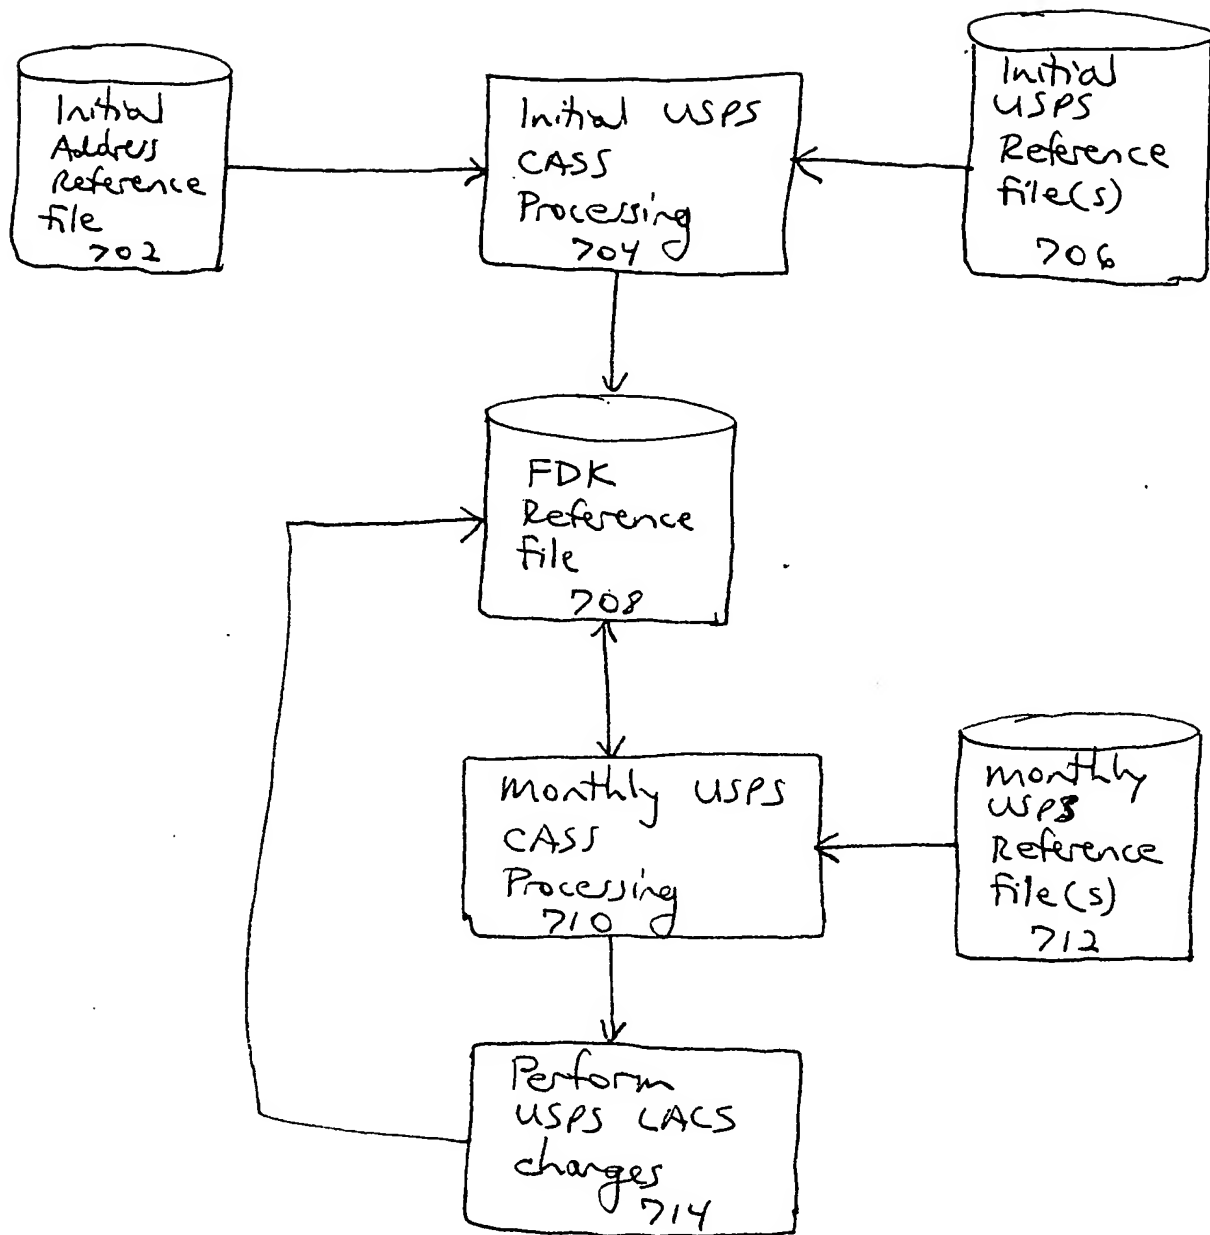 Initial
Address
Reference
file
702
Initial USPS
CASS
Processing
704
Initial
USPS
Reference
file(s)
706
FDK
Reference
file
708
Monthly USPS
CASS
Processing
710
Monthly
USPS
Reference
file(s)
712
Perform
USPS LACS
changes
714